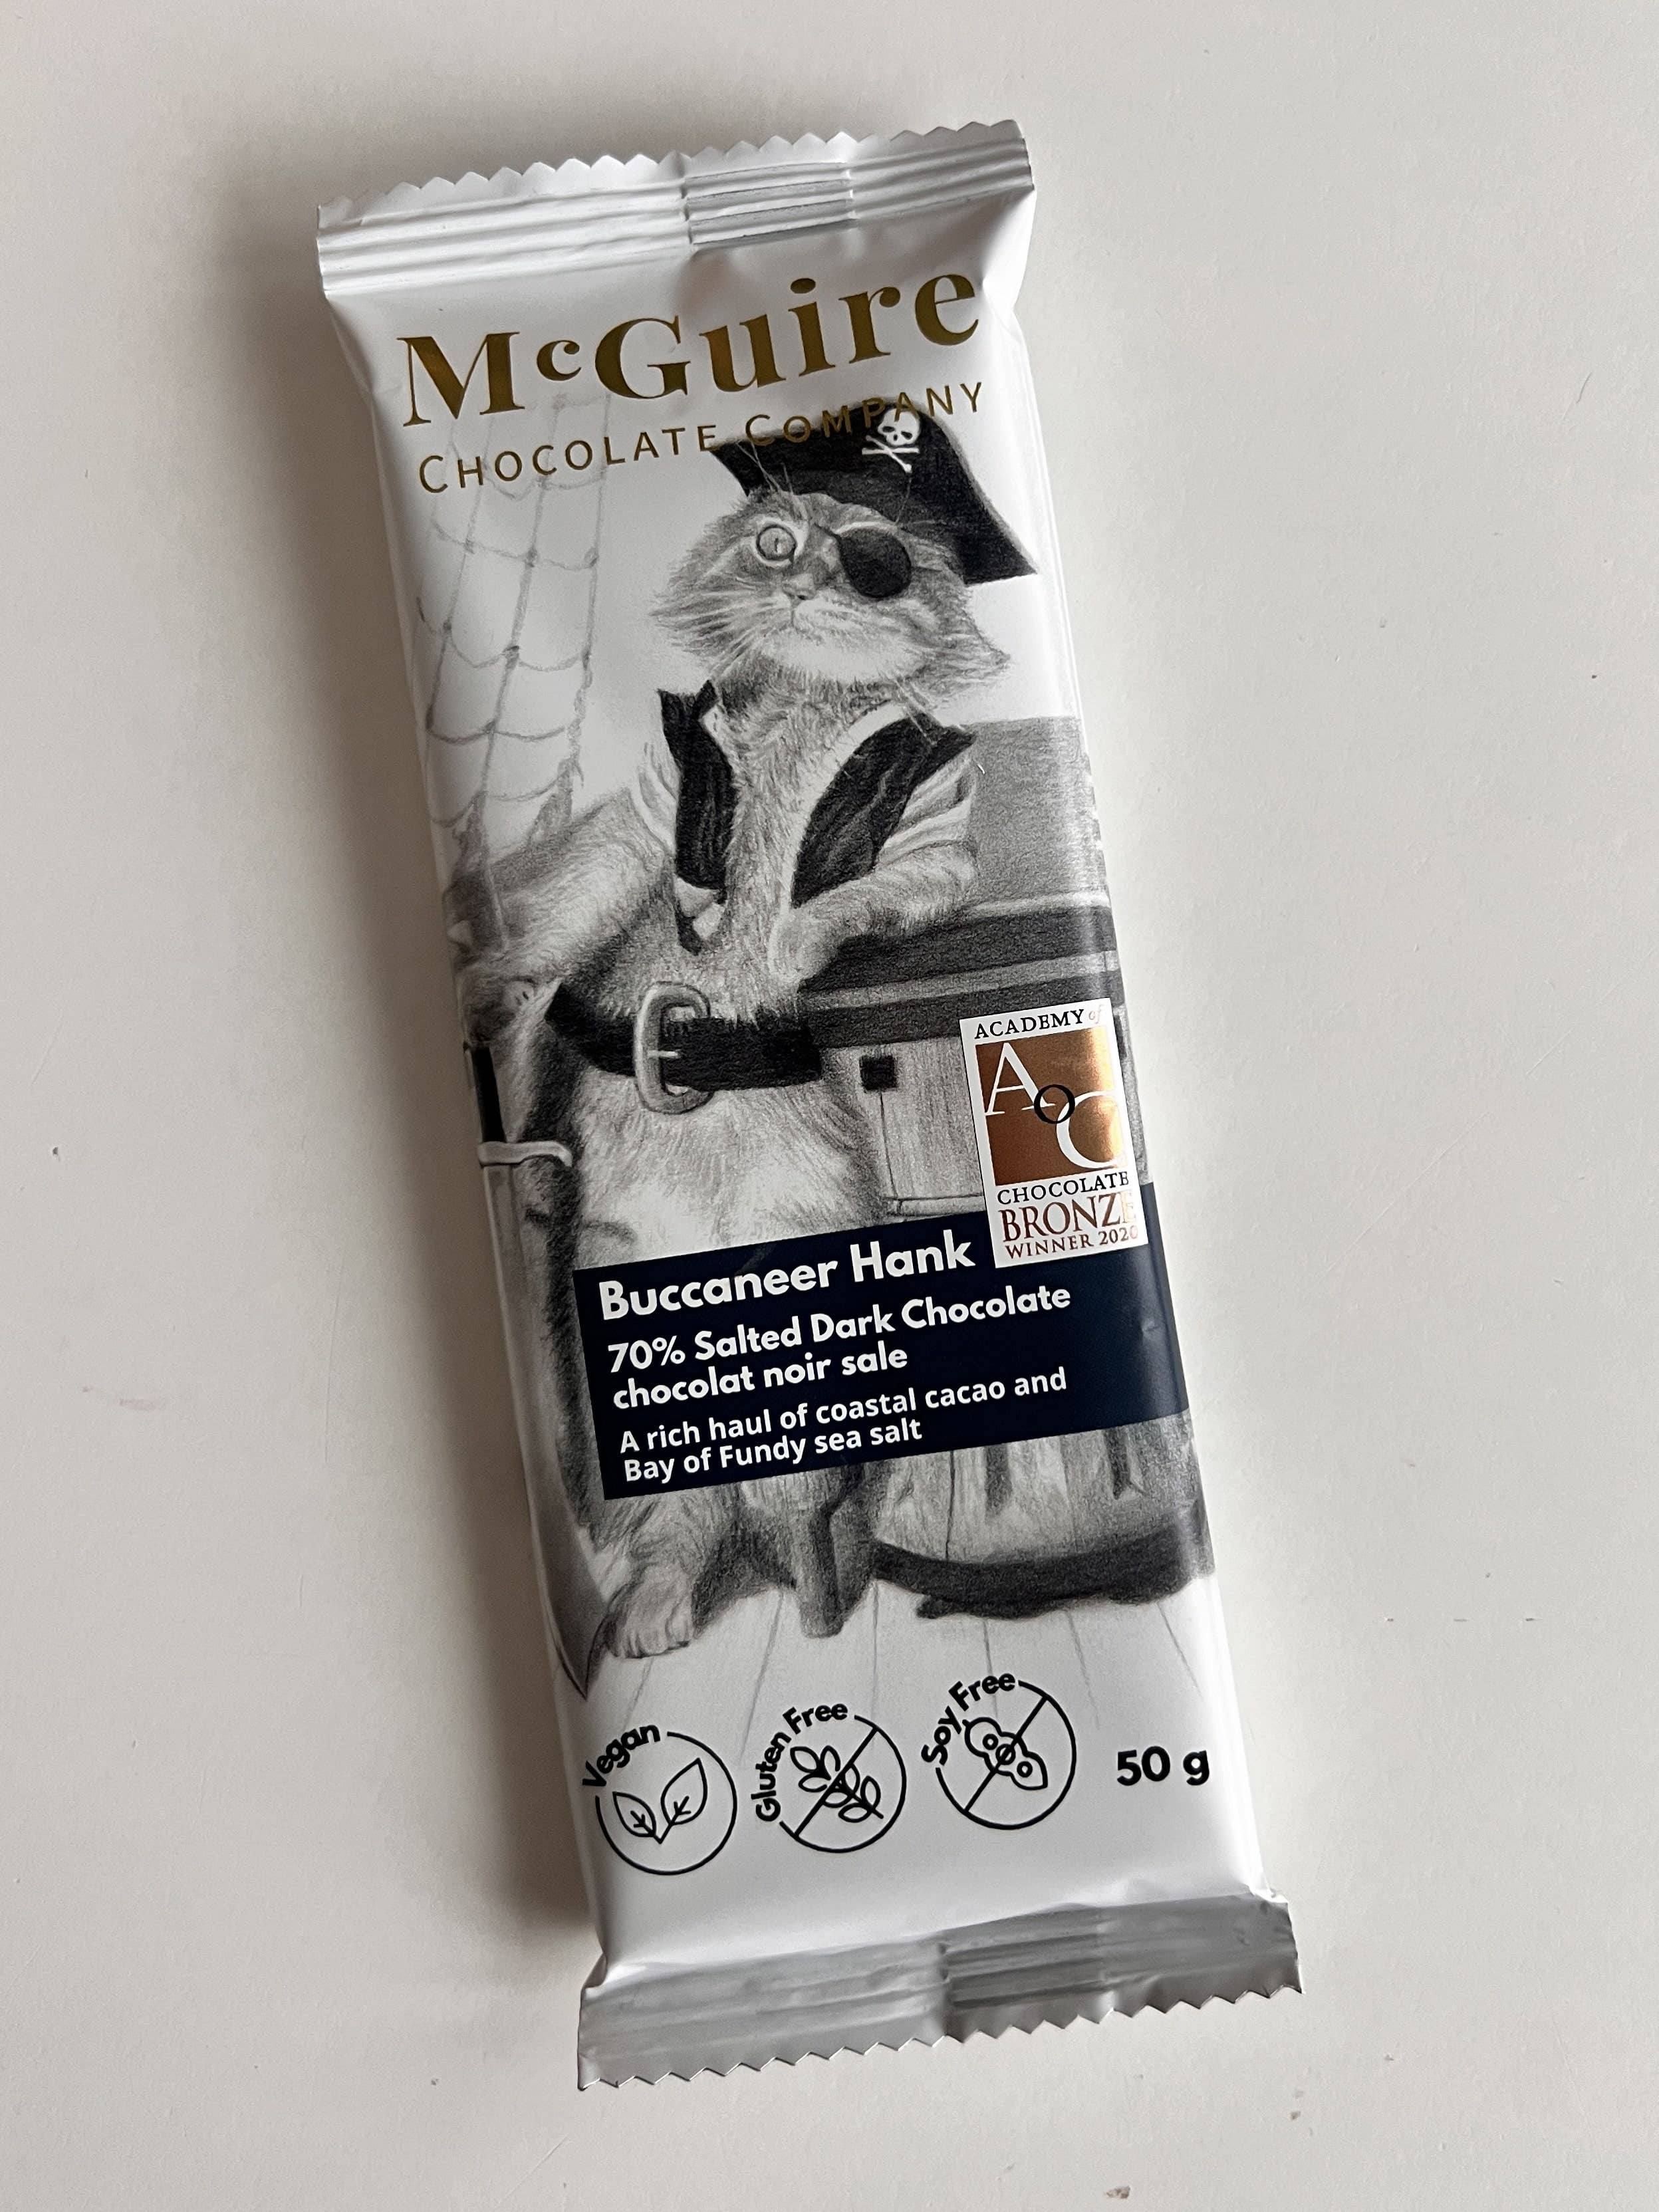 McGuire
CHOCOLATE COMPANY
ACADEMY of
AOC
CHOCOLATE
BRONZE
WINNER 2020
Buccaneer Hank
70% Salted Dark Chocolate
chocolat noir sale
A rich haul of coastal cacao and
Bay of Fundy sea salt
Vegan
Gluten Free
Soy Free
50 g